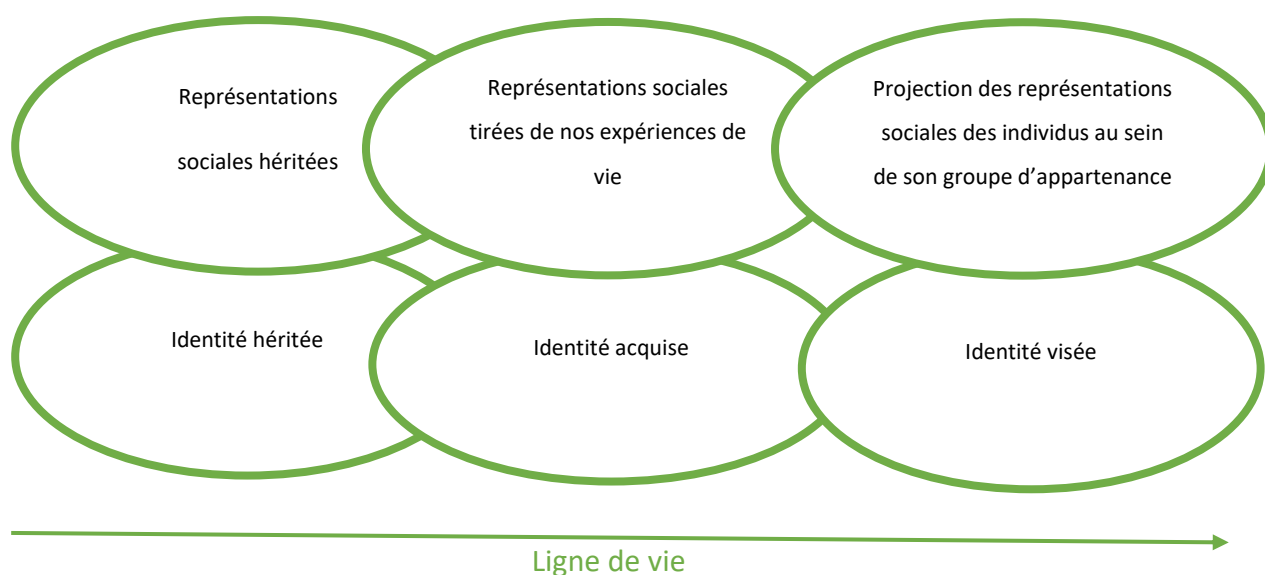 Représentations
sociales héritées
Représentations sociales
tirées de nos expériences de
vie
Projection des représentations
sociales des individus au sein
de son groupe d’appartenance
Identité héritée
Identité acquise
Identité visée
Ligne de vie